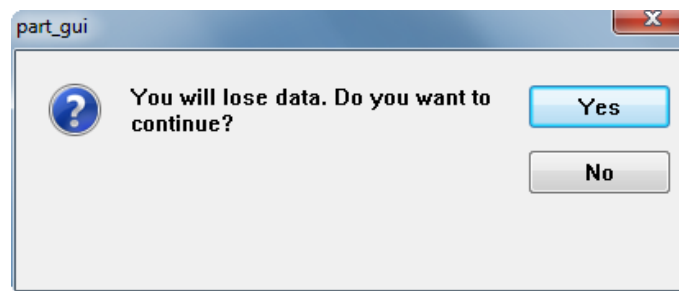 part_gui
You will lose data. Do you want to
continue?
Yes
No